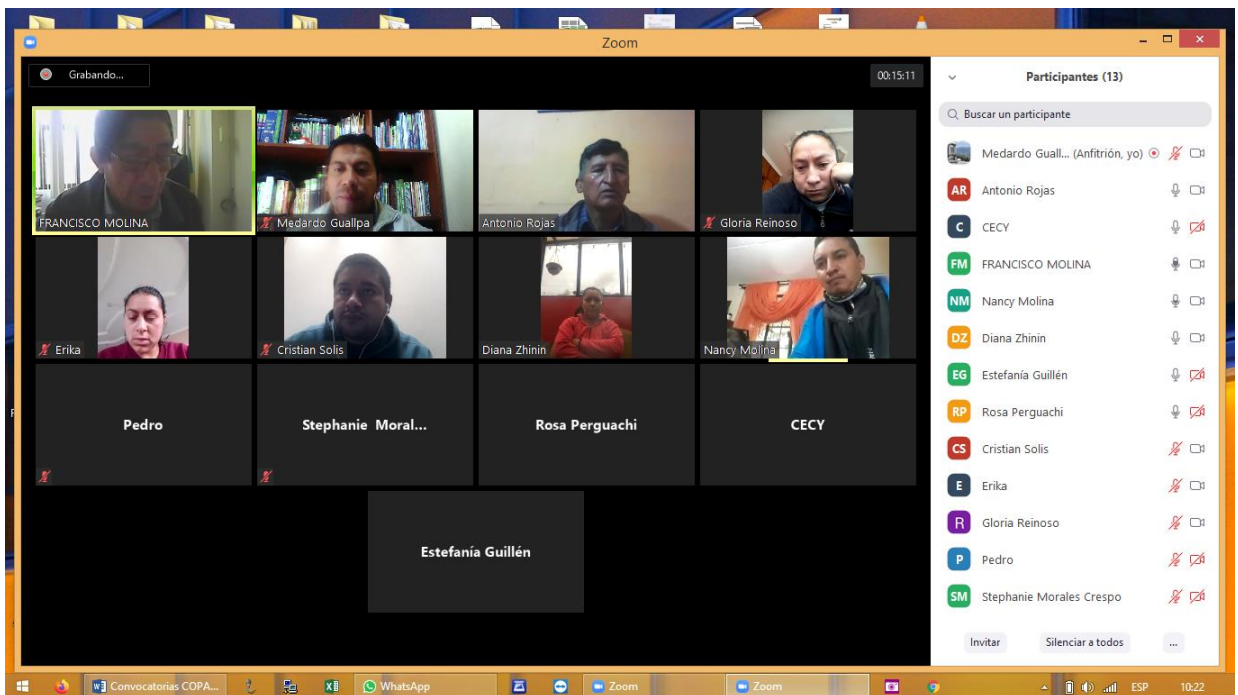 Zoom
Grabando...
00:15:11
FRANCISCO MOLINA
Medardo Guallpa
Antonio Rojas
Gloria Reinoso
Erika
Cristian Solis
Diana Zhinin
Nancy Molina
Pedro
Stephanie Moral...
Rosa Perguachi
CECY
Estefanía Guillén
Participantes (13)
Buscar un participante
Medardo Guall... (Anfitrión, yo)
AR Antonio Rojas
C CECY
FM FRANCISCO MOLINA
NM Nancy Molina
DZ Diana Zhinin
EG Estefanía Guillén
RP Rosa Perguachi
CS Cristian Solis
E Erika
R Gloria Reinoso
P Pedro
SM Stephanie Morales Crespo
Invitar Silenciar a todos ...
Convocatorias COPA... WhatsApp Zoom Zoom ESP 10:22